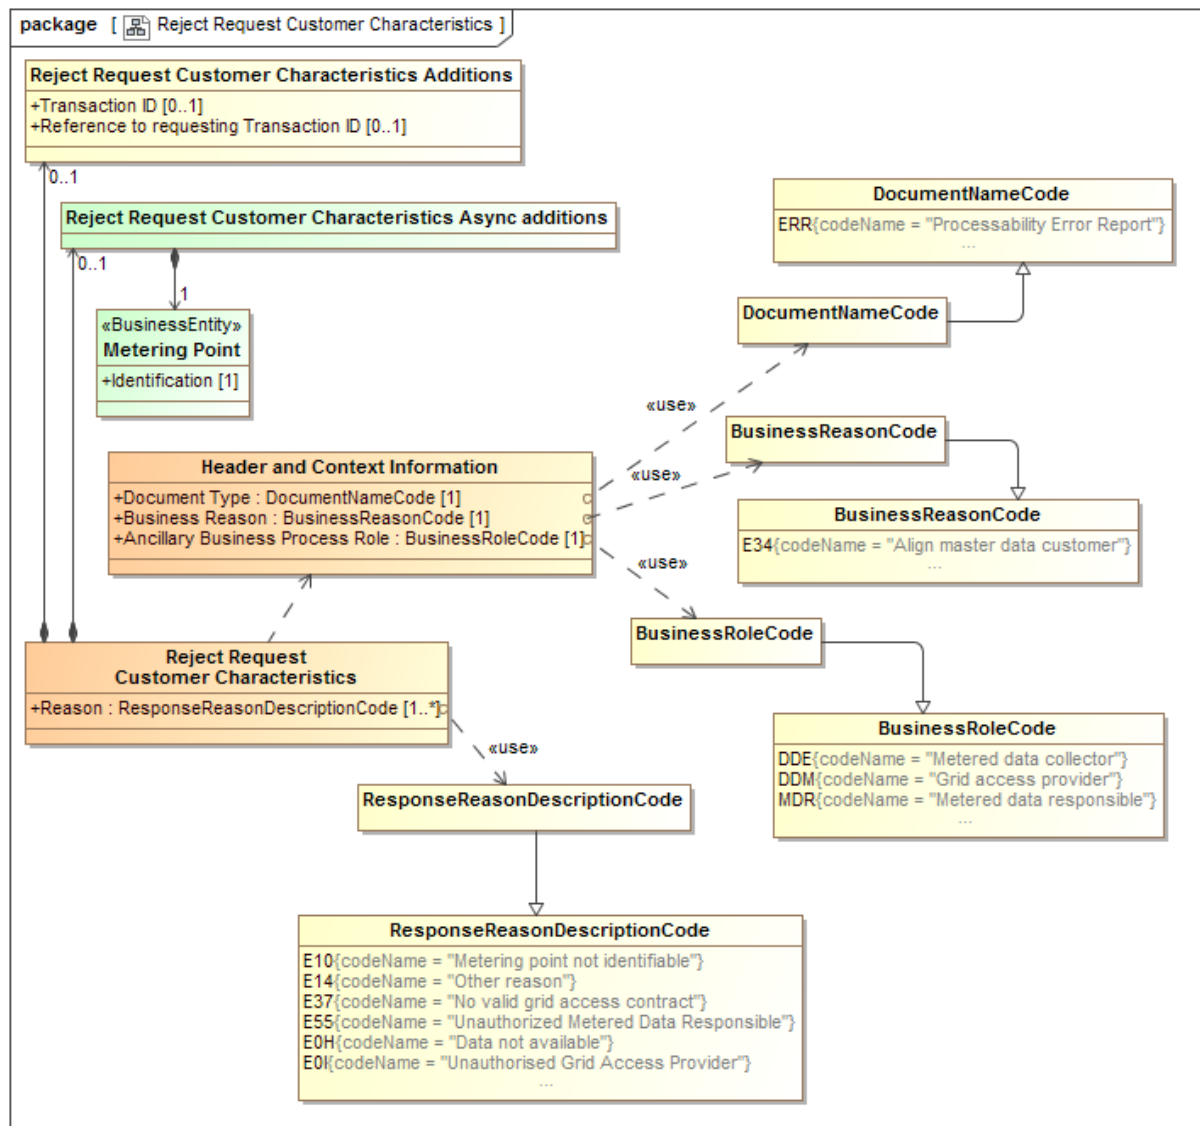 package [ Reject Request Customer Characteristics ]
Reject Request Customer Characteristics Additions
+Transaction ID [0..1]
+Reference to requesting Transaction ID [0..1]
0..1
Reject Request Customer Characteristics Async additions
0..1
1
«BusinessEntity»
Metering Point
+Identification [1]
DocumentNameCode
ERR{codeName = "Processability Error Report"}
...
DocumentNameCode
«use»
BusinessReasonCode
«use»
Header and Context Information
+Document Type : DocumentNameCode [1]
+Business Reason : BusinessReasonCode [1]
+Ancillary Business Process Role : BusinessRoleCode [1]
BusinessReasonCode
E34{codeName = "Align master data customer"}
...
«use»
BusinessRoleCode
Reject Request
Customer Characteristics
+Reason : ResponseReasonDescriptionCode [1..*]
«use»
BusinessRoleCode
DDE{codeName = "Metered data collector"}
DDM{codeName = "Grid access provider"}
MDR{codeName = "Metered data responsible"}
...
ResponseReasonDescriptionCode
ResponseReasonDescriptionCode
E10{codeName = "Metering point not identifiable"}
E14{codeName = "Other reason"}
E37{codeName = "No valid grid access contract"}
E55{codeName = "Unauthorized Metered Data Responsible"}
E0H{codeName = "Data not available"}
E0I{codeName = "Unauthorised Grid Access Provider"}
...